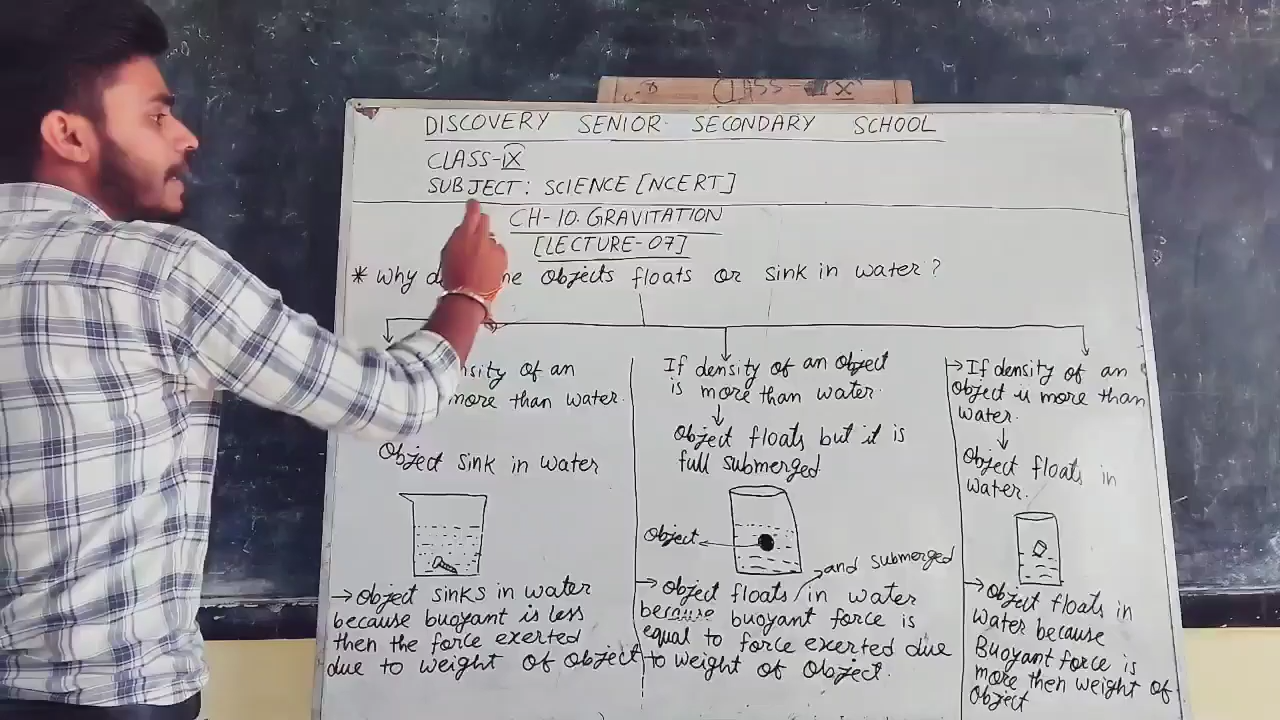 CLASS-IX
DISCOVERY SENIOR SECONDARY SCHOOL
CLASS-IX
SUBJECT: SCIENCE [NCERT]
CH-10. GRAVITATION
[LECTURE-07]
* Why objects floats or sink in water?
of an
more than water.
Object sink in water
→ Object sinks in water
because buoyant is less
then the force exerted
due to weight of object
If density of an object
is more than water
Object floats but it is
full submerged
Object
and submerged
→ Object floats in water
because buoyant force is
equal to force exerted due
to weight of object.
→ If density of an
object is more than
water.
Object floats in
water.
→ Object floats in
water because
Buoyant force is
more then weight of
object